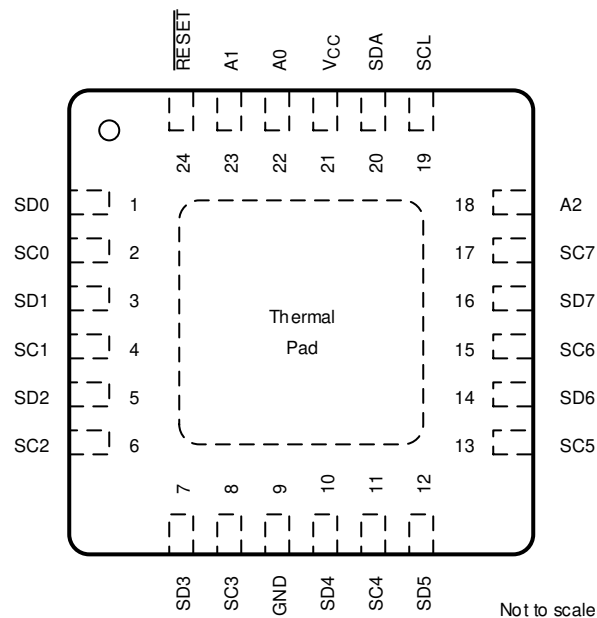 RESET A1 A0 VCC SDA SCL
24 23 22 21 20 19
SD0 1 18 A2
SC0 2 17 SC7
SD1 3 16 SD7
SC1 4 15 SC6
SD2 5 14 SD6
SC2 6 13 SC5
Thermal
Pad
7 8 9 10 11 12
SD3 SC3 GND SD4 SC4 SD5
Not to scale